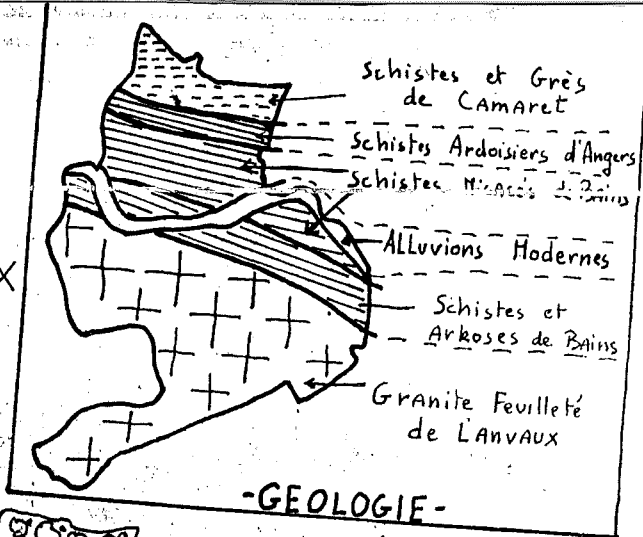 Schistes et Grès
de Camaret
Schistes Ardoisiers d'Angers
Schistes Micacés de Bains
Alluvions Modernes
Schistes et
Arkoses de Bains
Granite Feuilleté
de Lanvaux
-GEOLOGIE-